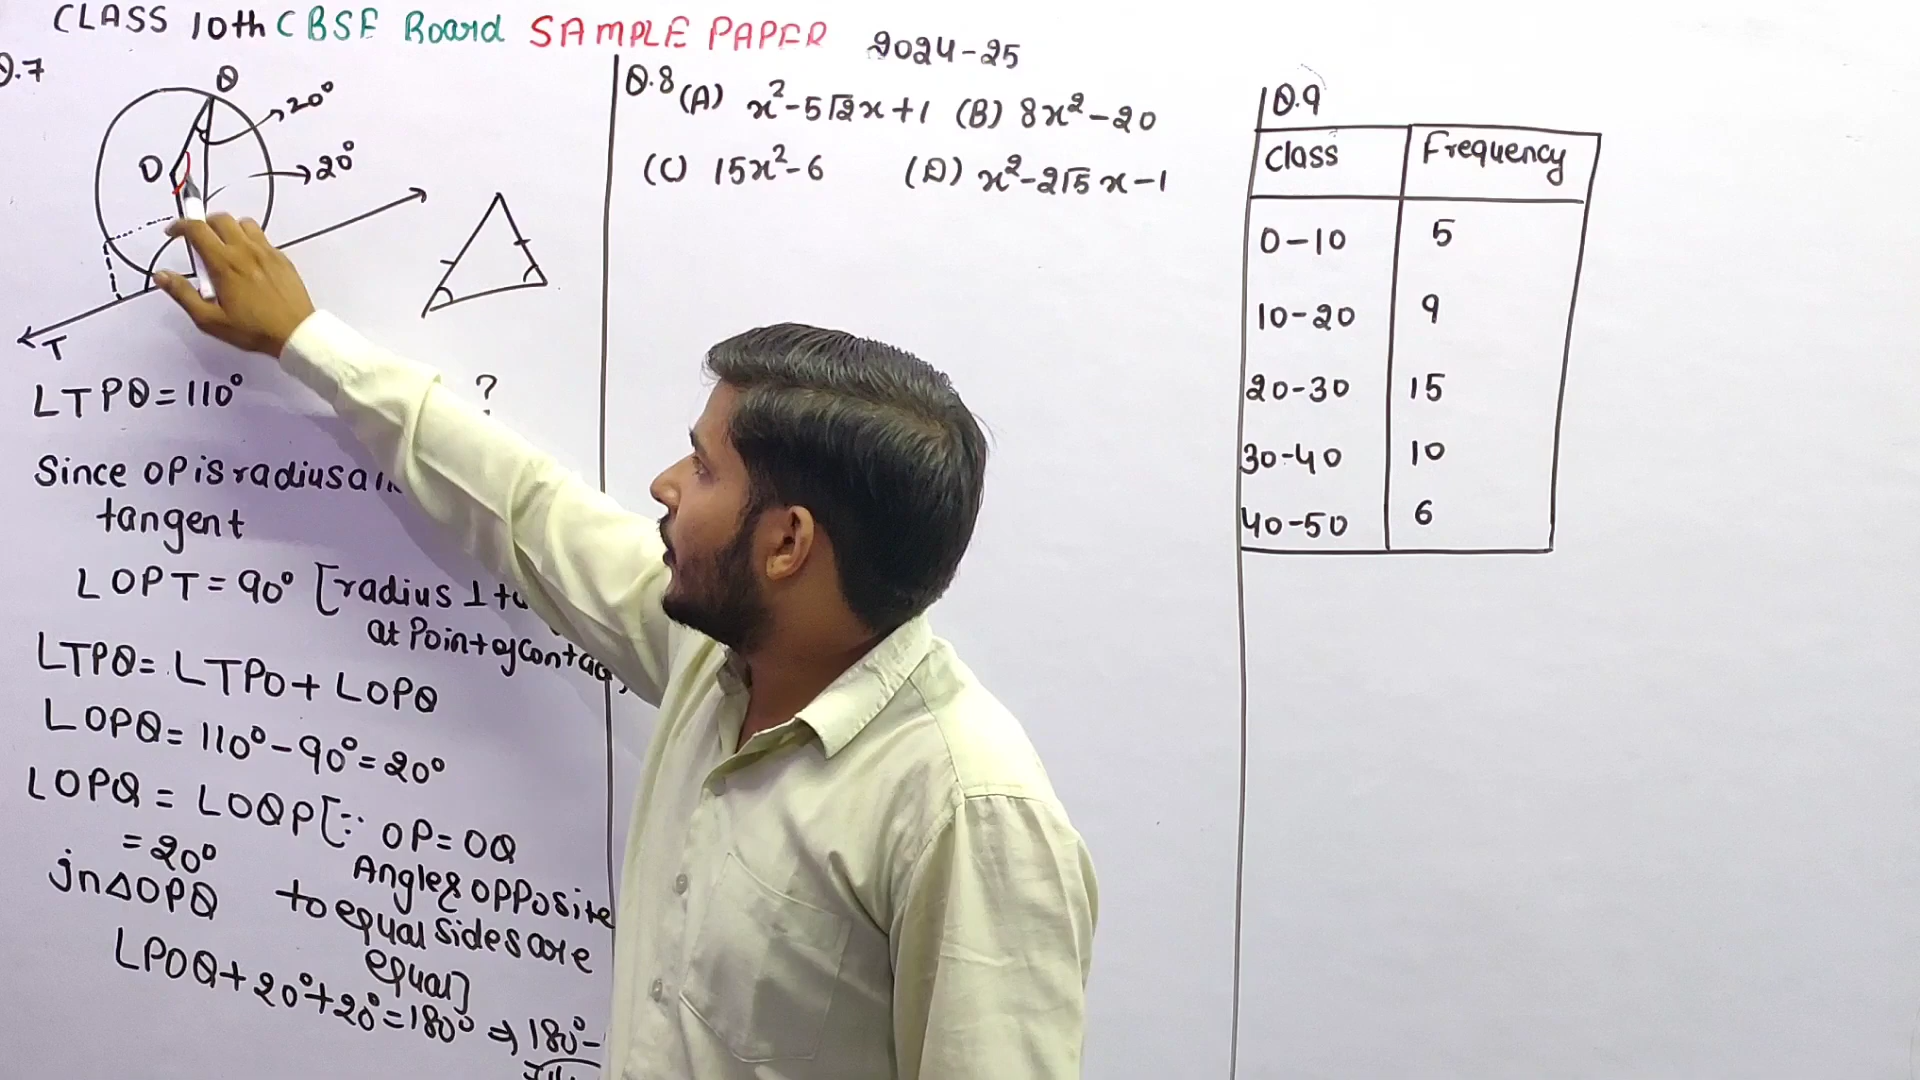 CLASS 10th CBSE Board SAMPLE PAPER 2024-25
Q.7
Q
20°
20°
O
T
∠TPQ=110°
?
Since OP is radius
tangent
∠OPT=90° [radius ⊥
at Point of
∠TPQ=∠TPO+∠OPQ
∠OPQ=110°-90°=20°
∠OPQ=∠OQP[∵ OP=OQ
=20°
Angles opposite
to equal sides are
equal]
jn△OPQ
∠POQ+20°+20°=180° ⇒ 180°-
Q.8 (A) x²-5√2x+1 (B) 8x²-20
(C) 15x²-6 (D) x²-2√5x-1
Q.9
Class Frequency
0-10 5
10-20 9
20-30 15
30-40 10
40-50 6